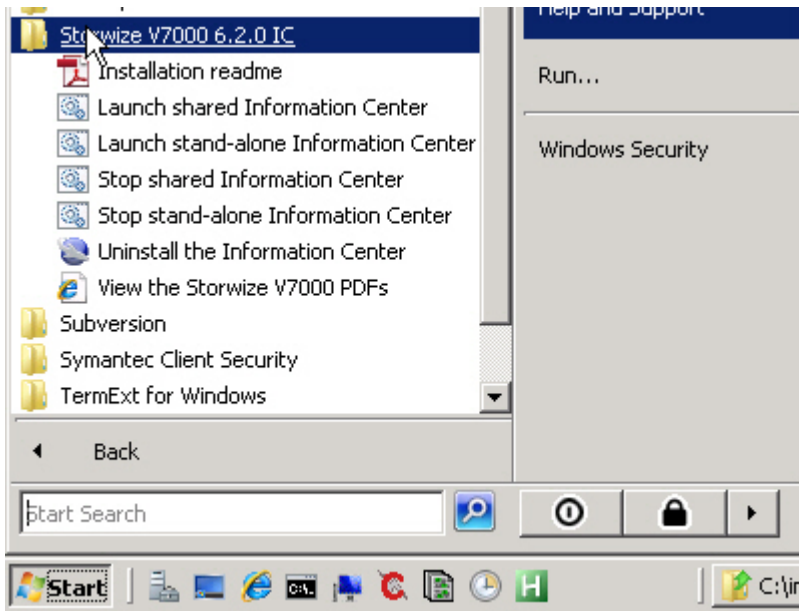 Help and Support
Storwize V7000 6.2.0 IC
Installation readme
Launch shared Information Center
Launch stand-alone Information Center
Stop shared Information Center
Stop stand-alone Information Center
Uninstall the Information Center
View the Storwize V7000 PDFs
Subversion
Symantec Client Security
TermExt for Windows
Back
Start Search
Run...
Windows Security
Start
C:\